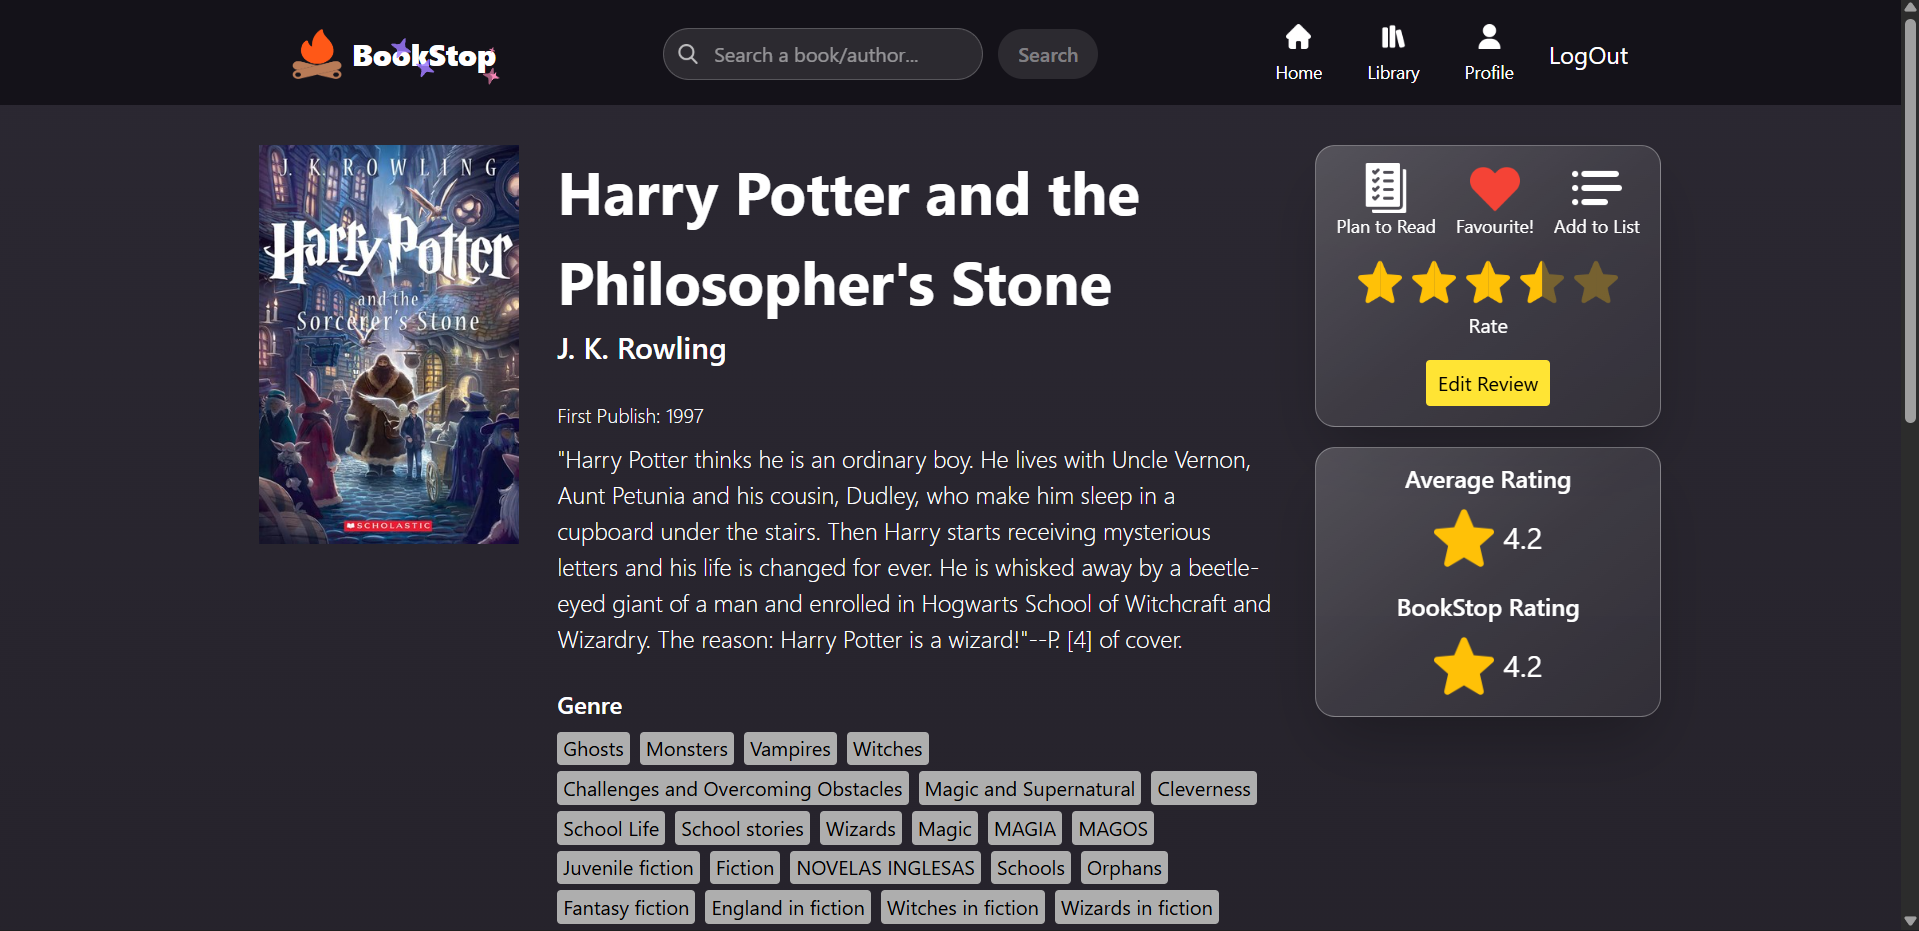 BookStop
Search a book/author...
Search
Home
Library
Profile
LogOut
J. K. ROWLING
Harry Potter
and the
Sorcerer's Stone
SCHOLASTIC
Harry Potter and the
Philosopher's Stone
J. K. Rowling
First Publish: 1997
"Harry Potter thinks he is an ordinary boy. He lives with Uncle Vernon,
Aunt Petunia and his cousin, Dudley, who make him sleep in a
cupboard under the stairs. Then Harry starts receiving mysterious
letters and his life is changed for ever. He is whisked away by a beetle-
eyed giant of a man and enrolled in Hogwarts School of Witchcraft and
Wizardry. The reason: Harry Potter is a wizard!"--P. [4] of cover.
Genre
Ghosts Monsters Vampires Witches
Challenges and Overcoming Obstacles Magic and Supernatural Cleverness
School Life School stories Wizards Magic MAGIA MAGOS
Juvenile fiction Fiction NOVELAS INGLESAS Schools Orphans
Fantasy fiction England in fiction Witches in fiction Wizards in fiction
Plan to Read Favourite! Add to List
Rate
Edit Review
Average Rating
4.2
BookStop Rating
4.2